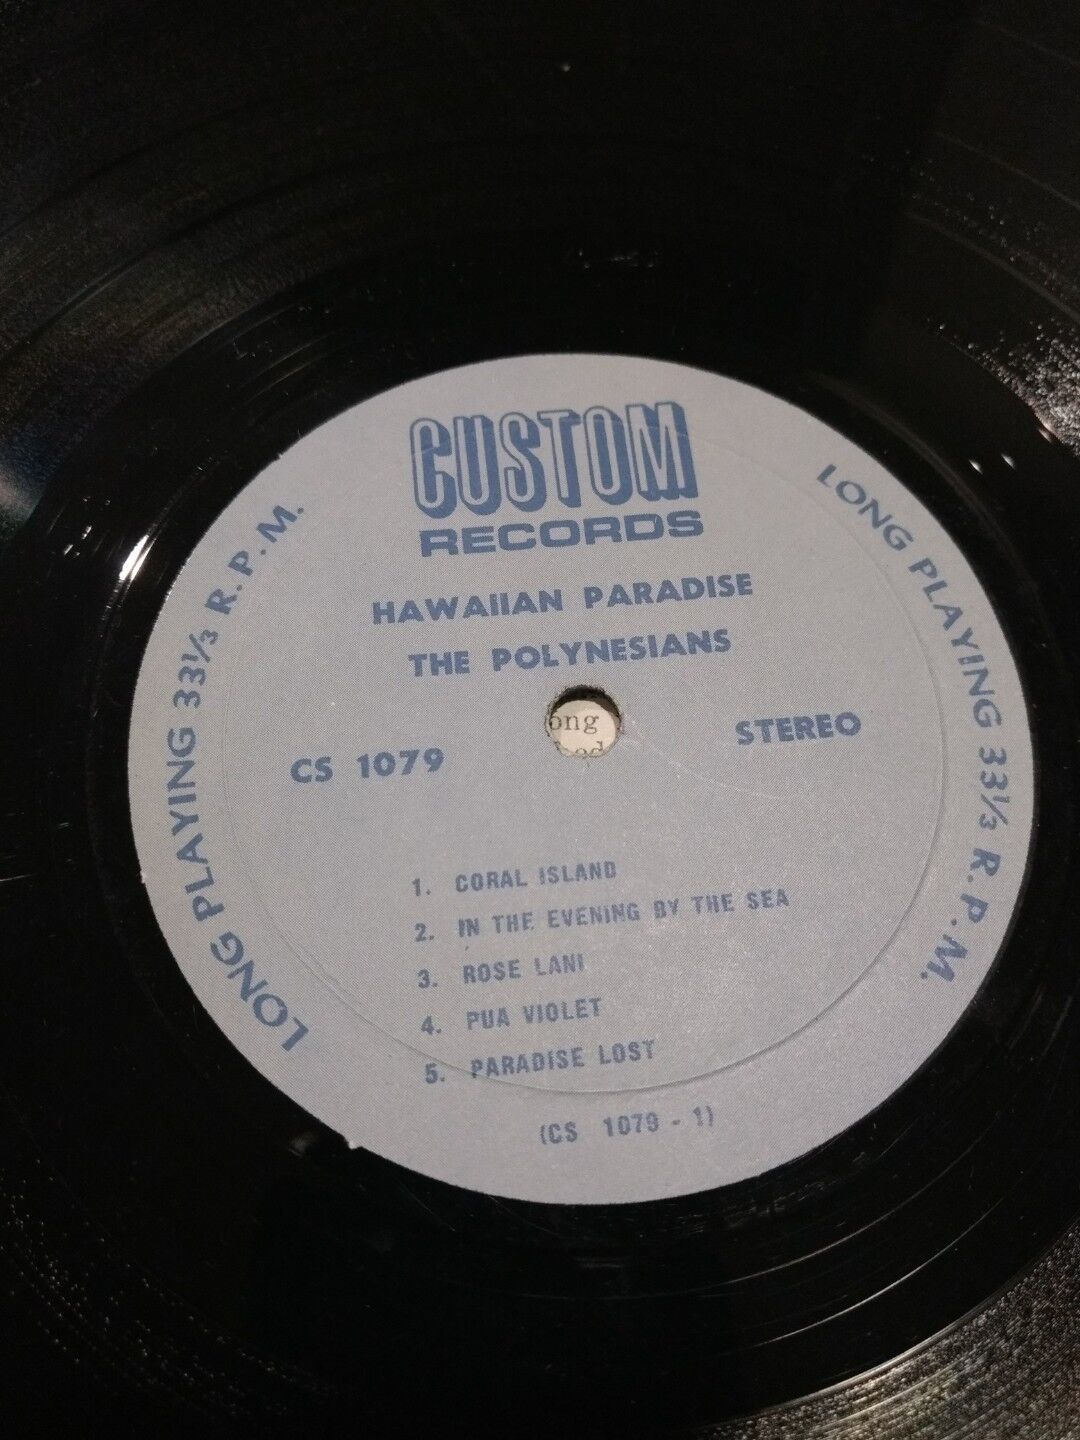 CUSTOM
RECORDS
HAWAIIAN PARADISE
THE POLYNESIANS
CS 1079
STEREO
1. CORAL ISLAND
2. IN THE EVENING BY THE SEA
3. ROSE LANI
4. PUA VIOLET
5. PARADISE LOST
(CS 1079 - 1)
LONG PLAYING 33⅓ R.P.M.
LONG PLAYING 33⅓ R.P.M.
ong